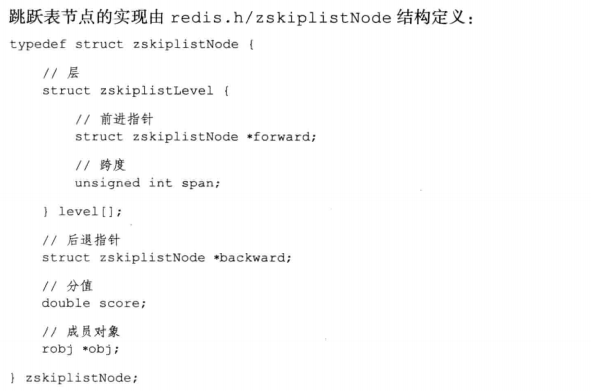 跳跃表节点的实现由 redis.h/zskiplistNode 结构定义：
typedef struct zskiplistNode {
// 层
struct zskiplistLevel {
// 前进指针
struct zskiplistNode *forward;
// 跨度
unsigned int span;
} level[];
// 后退指针
struct zskiplistNode *backward;
// 分值
double score;
// 成员对象
robj *obj;
} zskiplistNode;